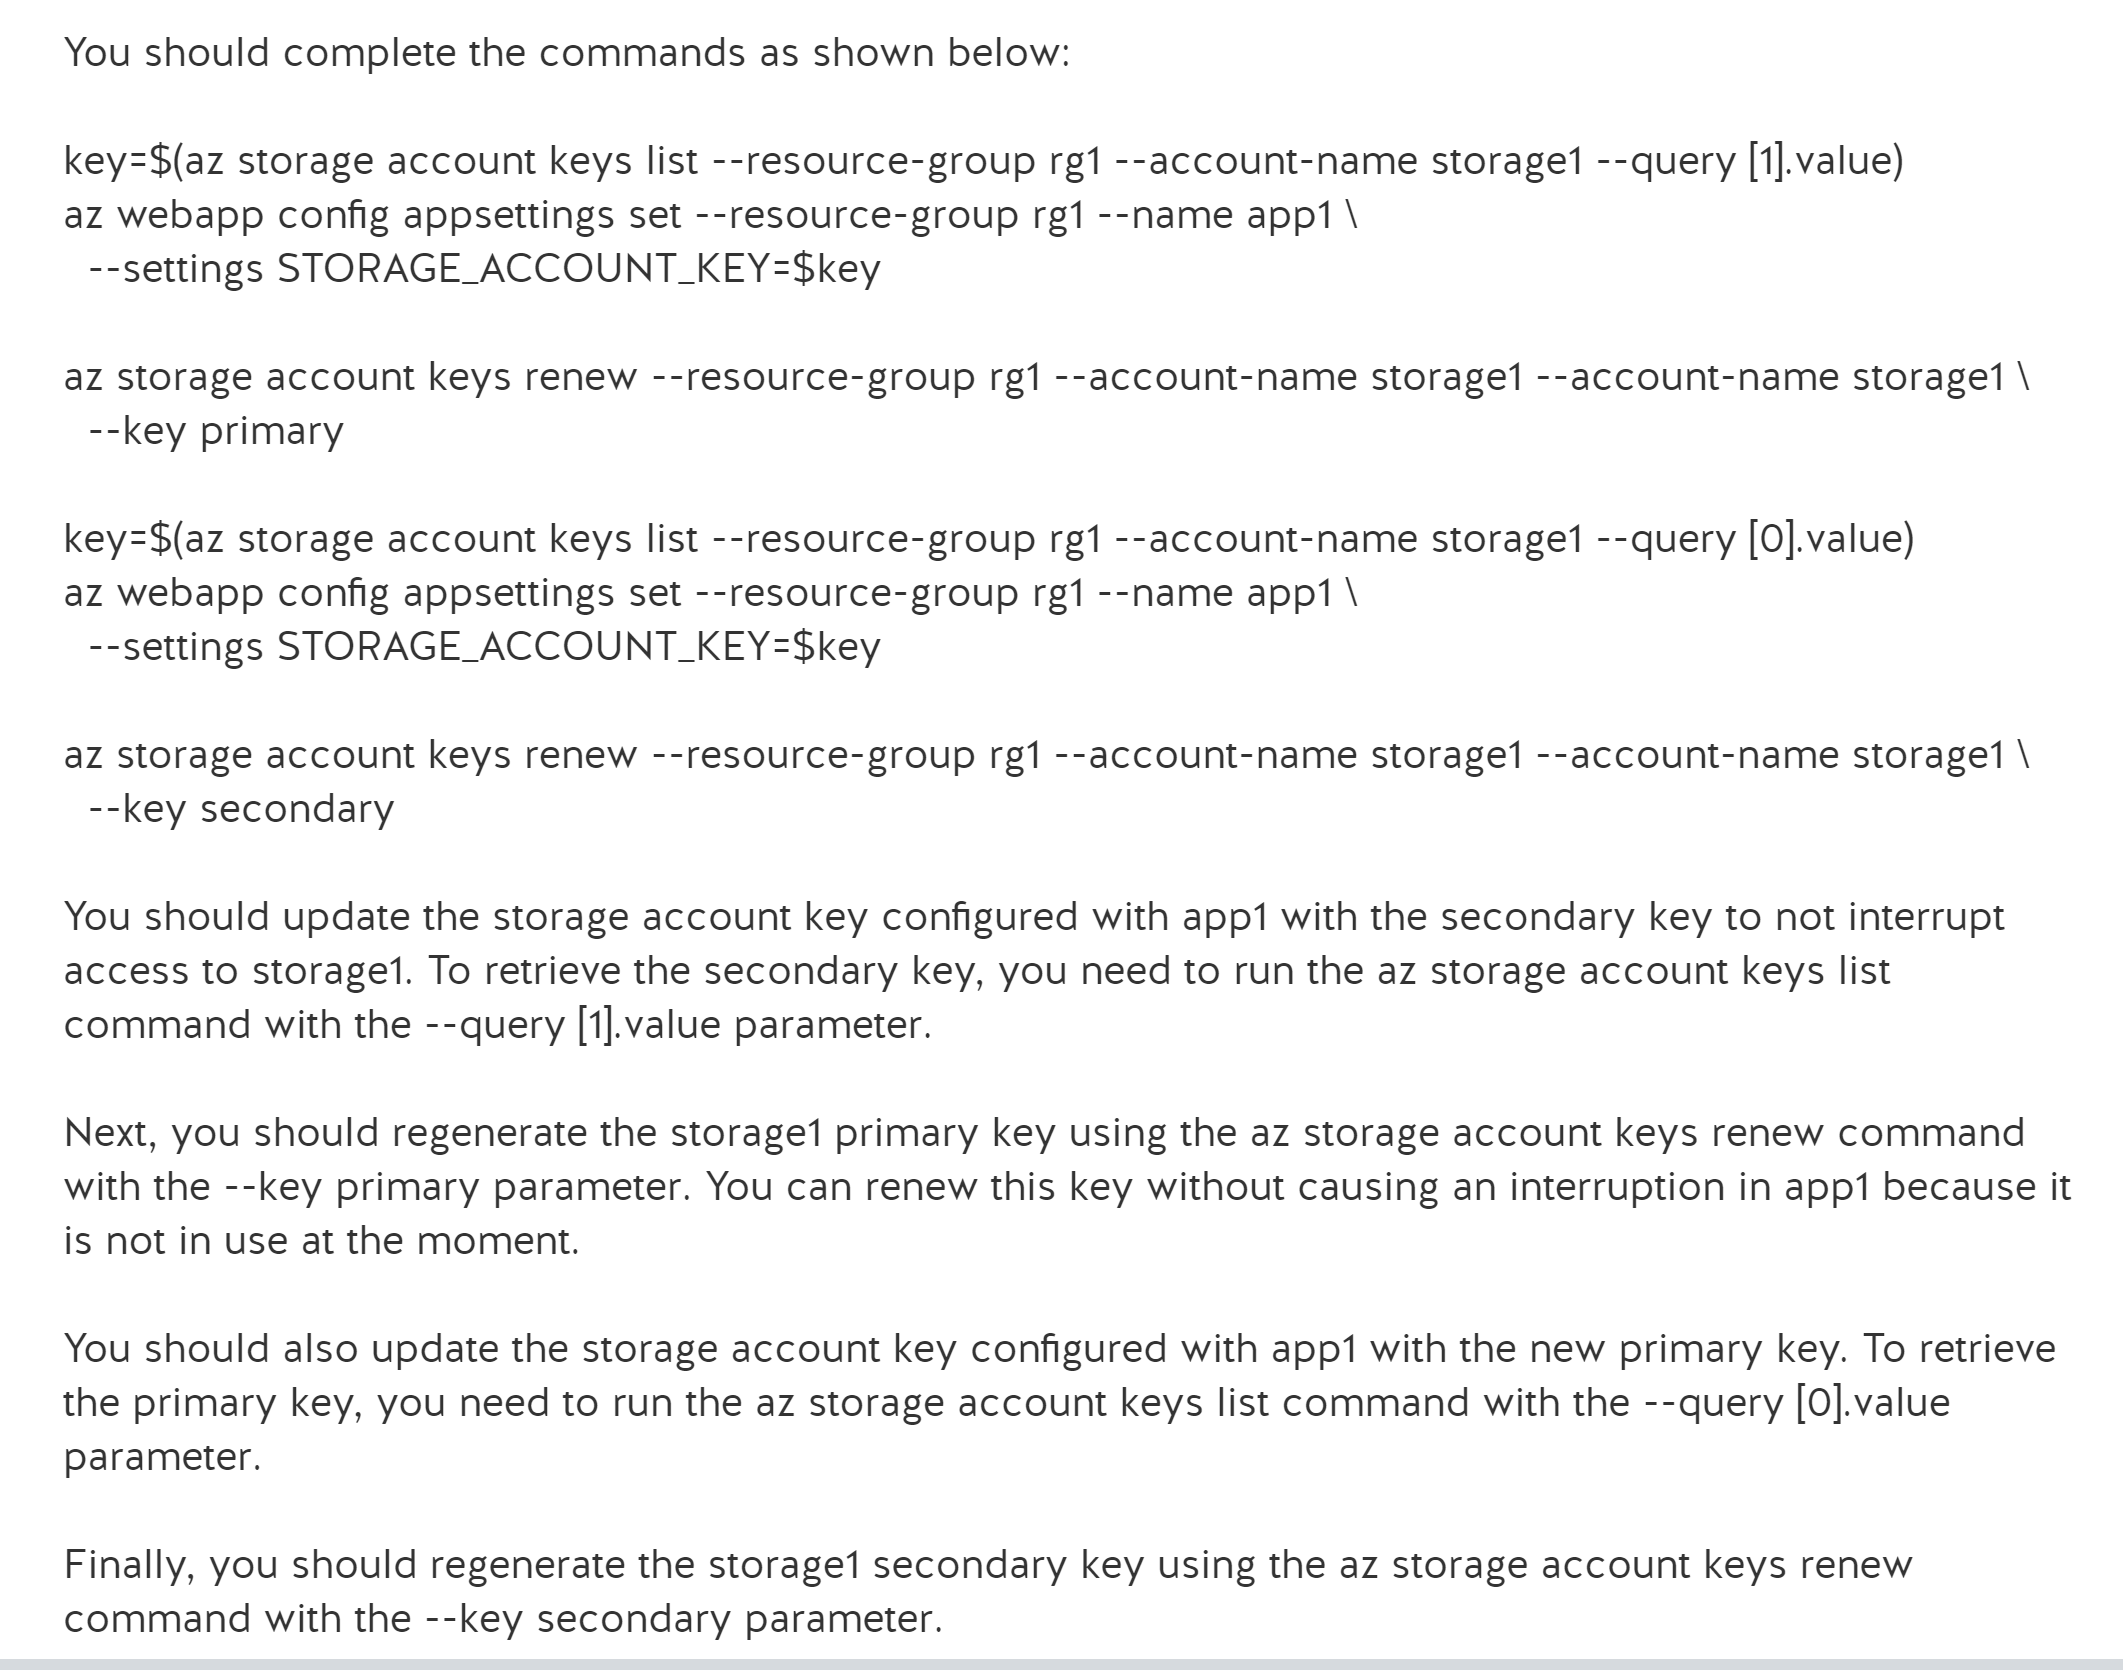 You should complete the commands as shown below:
key=$(az storage account keys list --resource-group rg1 --account-name storage1 --query [1].value)
az webapp config appsettings set --resource-group rg1 --name app1 \
--settings STORAGE_ACCOUNT_KEY=$key
az storage account keys renew --resource-group rg1 --account-name storage1 --account-name storage1 \
--key primary
key=$(az storage account keys list --resource-group rg1 --account-name storage1 --query [0].value)
az webapp config appsettings set --resource-group rg1 --name app1 \
--settings STORAGE_ACCOUNT_KEY=$key
az storage account keys renew --resource-group rg1 --account-name storage1 --account-name storage1 \
--key secondary
You should update the storage account key configured with app1 with the secondary key to not interrupt
access to storage1. To retrieve the secondary key, you need to run the az storage account keys list
command with the --query [1].value parameter.
Next, you should regenerate the storage1 primary key using the az storage account keys renew command
with the --key primary parameter. You can renew this key without causing an interruption in app1 because it
is not in use at the moment.
You should also update the storage account key configured with app1 with the new primary key. To retrieve
the primary key, you need to run the az storage account keys list command with the --query [0].value
parameter.
Finally, you should regenerate the storage1 secondary key using the az storage account keys renew
command with the --key secondary parameter.